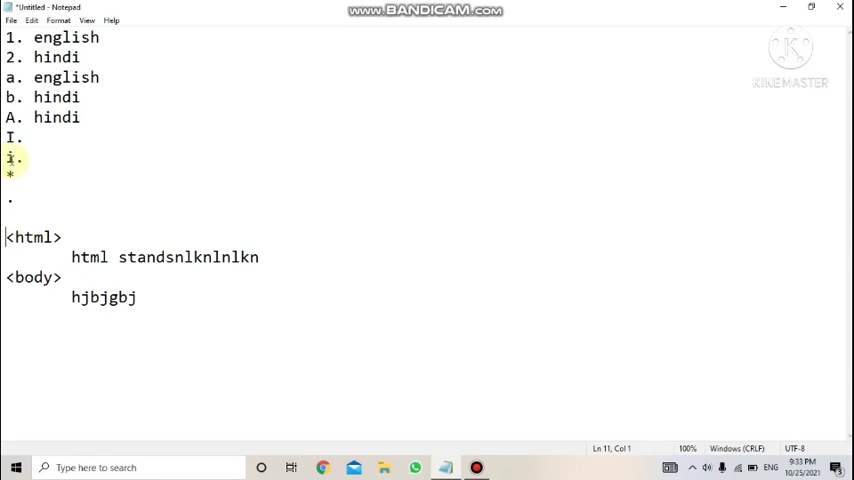 *Untitled - Notepad
www.BANDICAM.com
File Edit Format View Help
1. english
2. hindi
a. english
b. hindi
A. hindi
I.
i.
*
.
<html>
html standsnlknlnlkn
<body>
hjbjgbj
K
KINEMASTER
Ln 11, Col 1 100% Windows (CRLF) UTF-8
Type here to search
ENG
9:33 PM
10/25/2021
3